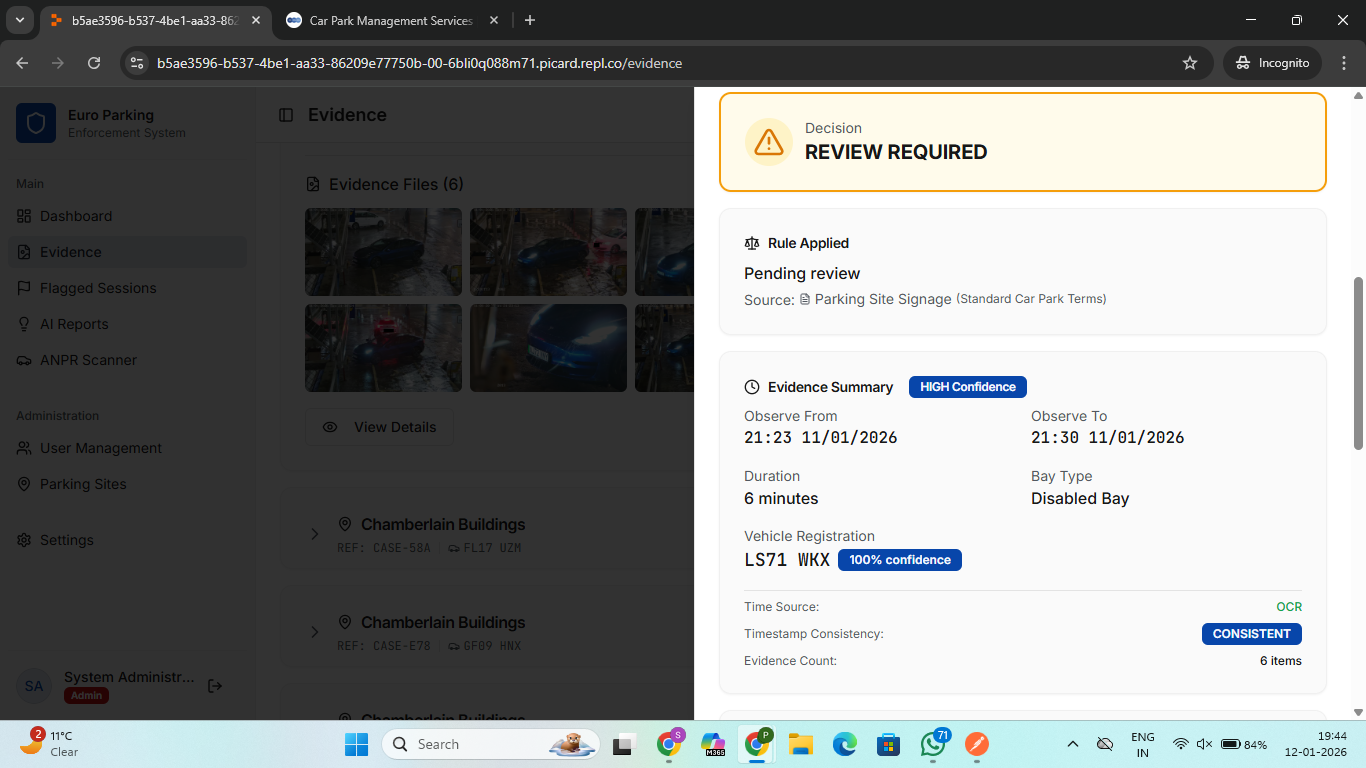 b5ae3596-b537-4be1-aa33-862
Car Park Management Services
b5ae3596-b537-4be1-aa33-86209e77750b-00-6bli0q088m71.picard.repl.co/evidence
Incognito
Euro Parking
Enforcement System
Main
Dashboard
Evidence
Flagged Sessions
AI Reports
ANPR Scanner
Administration
User Management
Parking Sites
Settings
SA
System Administr...
Admin
Evidence
Evidence Files (6)
View Details
Chamberlain Buildings
REF: CASE-58A FL17 UZM
Chamberlain Buildings
REF: CASE-E78 GF09 HNX
Chamberlain Buildings
Decision
REVIEW REQUIRED
Rule Applied
Pending review
Source: Parking Site Signage (Standard Car Park Terms)
Evidence Summary HIGH Confidence
Observe From Observe To
21:23 11/01/2026 21:30 11/01/2026
Duration Bay Type
6 minutes Disabled Bay
Vehicle Registration
LS71 WKX 100% confidence
Time Source: OCR
Timestamp Consistency: CONSISTENT
Evidence Count: 6 items
2
11°C
Clear
Search
S
M365
P
71
ENG
IN
84%
19:44
12-01-2026